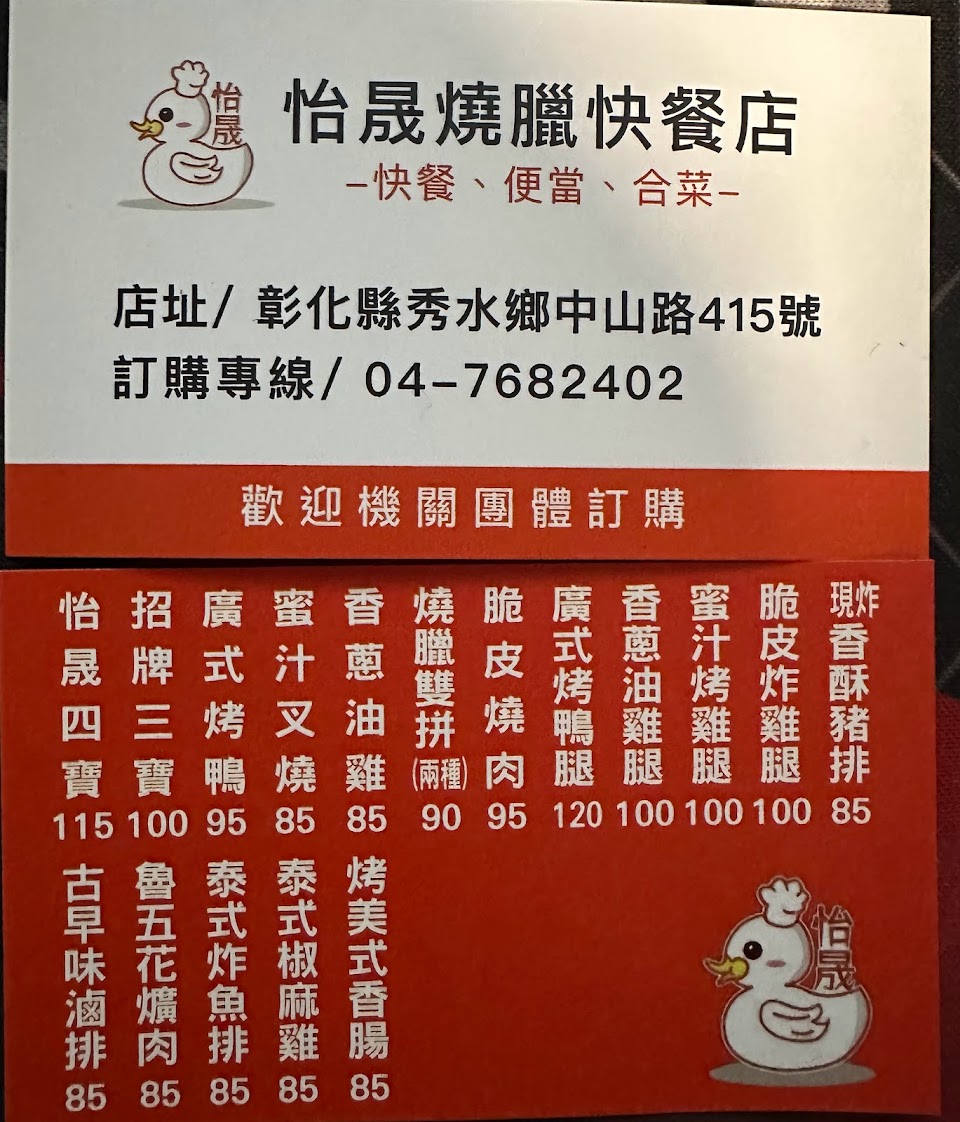 怡晟
怡晟燒臘快餐店
–快餐、便當、合菜–
店址/ 彰化縣秀水鄉中山路415號
訂購專線/ 04-7682402
歡迎機關團體訂購
怡晟四寶 115
招牌三寶 100
廣式烤鴨 95
蜜汁叉燒 85
香蔥油雞 85
燒臘雙拼(兩種) 90
脆皮燒肉 95
廣式烤鴨腿 120
香蔥油雞腿 100
蜜汁烤雞腿 100
脆皮炸雞腿 100
現炸香酥豬排 85
古早味滷排 85
魯五花爌肉 85
泰式炸魚排 85
泰式椒麻雞 85
烤美式香腸 85
怡晟